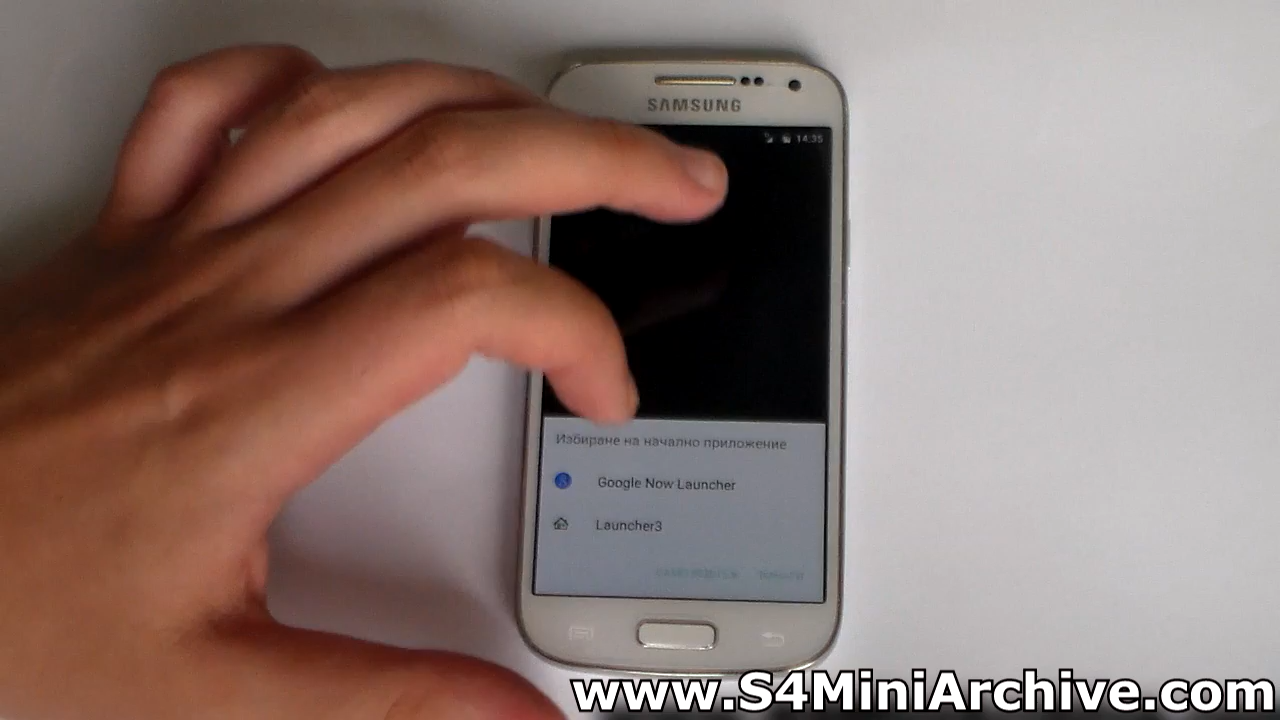 SAMSUNG
14:35
Избиране на начално приложение
Google Now Launcher
Launcher3
www.S4MiniArchive.com